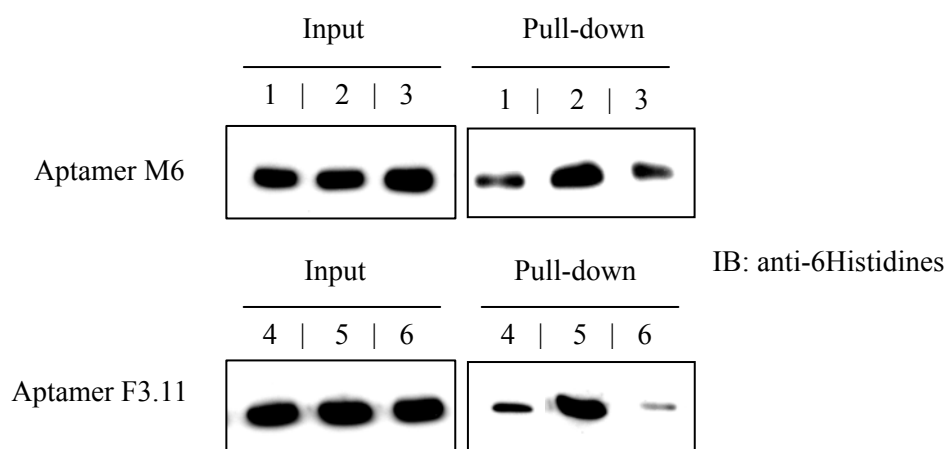 Input Pull-down
1 | 2 | 3 1 | 2 | 3
Aptamer M6
Input Pull-down
IB: anti-6Histidines
4 | 5 | 6 4 | 5 | 6
Aptamer F3.11